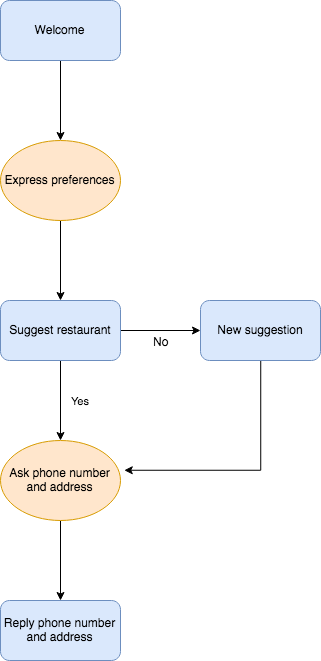 Welcome
Express preferences
Suggest restaurant
No
New suggestion
Yes
Ask phone number
and address
Reply phone number
and address